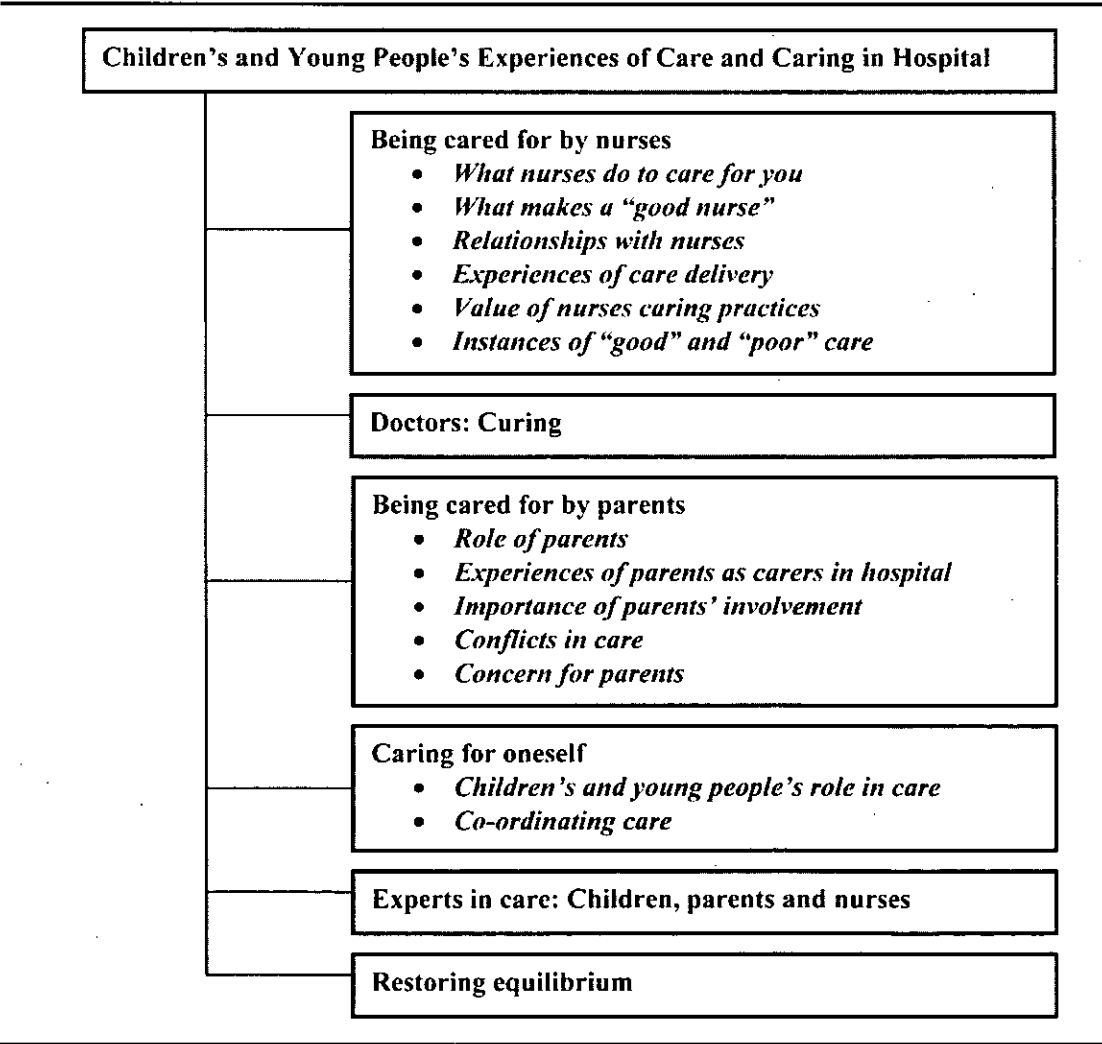 Children's and Young People's Experiences of Care and Caring in Hospital
Being cared for by nurses
• What nurses do to care for you
• What makes a “good nurse”
• Relationships with nurses
• Experiences of care delivery
• Value of nurses caring practices
• Instances of “good” and “poor” care
Doctors: Curing
Being cared for by parents
• Role of parents
• Experiences of parents as carers in hospital
• Importance of parents' involvement
• Conflicts in care
• Concern for parents
Caring for oneself
• Children's and young people's role in care
• Co-ordinating care
Experts in care: Children, parents and nurses
Restoring equilibrium